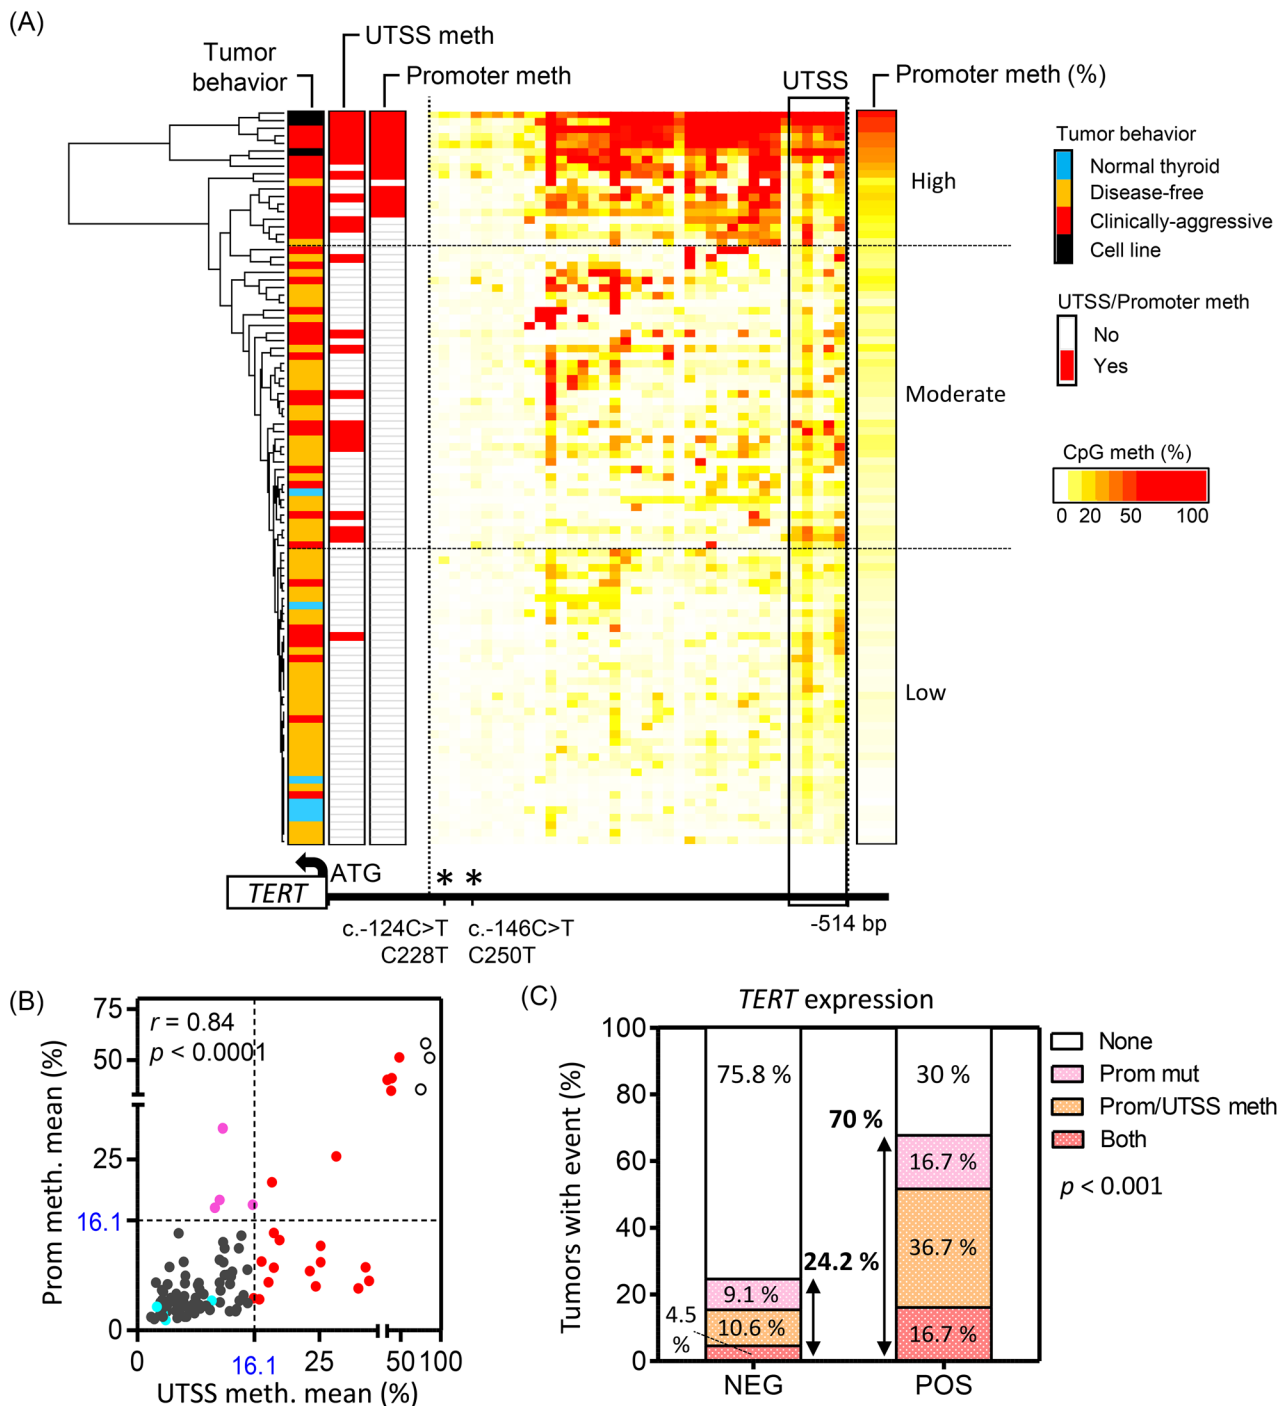 (A)
UTSS meth
Tumor
behavior
Promoter meth
UTSS
Promoter meth (%)
High
Moderate
Low
Tumor behavior
Normal thyroid
Disease-free
Clinically-aggressive
Cell line
UTSS/Promoter meth
No
Yes
CpG meth (%)
0 20 50 100
TERT
ATG
* *
c.-124C>T c.-146C>T
C228T C250T
-514 bp
(B)
r = 0.84
p < 0.0001
Prom meth. mean (%)
75
50
25
16.1
0
0 16.1 25 50 100
UTSS meth. mean (%)
(C)
TERT expression
Tumors with event (%)
100
80
60
40
20
0
75.8 %
9.1 %
10.6 %
4.5
%
24.2 %
70 %
30 %
16.7 %
36.7 %
16.7 %
NEG POS
None
Prom mut
Prom/UTSS meth
Both
p < 0.001